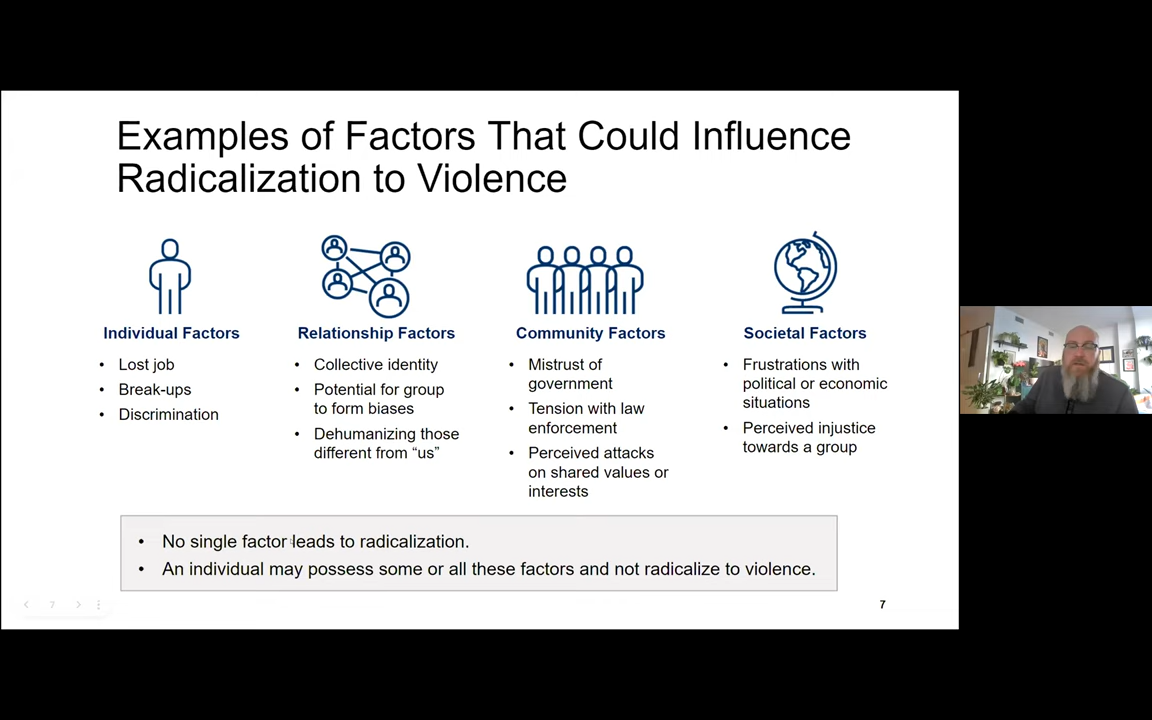 Examples of Factors That Could Influence
Radicalization to Violence
Individual Factors
• Lost job
• Break-ups
• Discrimination
Relationship Factors
• Collective identity
• Potential for group
to form biases
• Dehumanizing those
different from “us”
Community Factors
• Mistrust of
government
• Tension with law
enforcement
• Perceived attacks
on shared values or
interests
Societal Factors
• Frustrations with
political or economic
situations
• Perceived injustice
towards a group
• No single factor leads to radicalization.
• An individual may possess some or all these factors and not radicalize to violence.
7
7